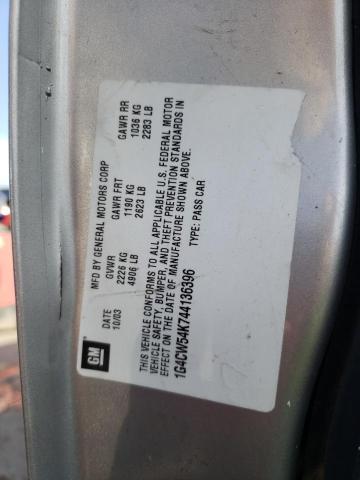 GM
MFD BY GENERAL MOTORS CORP
10/03
GVWR
2226 KG
4906 LB
GAWR FRT
1190 KG
2623 LB
GAWR RR
1036 KG
2283 LB
THIS VEHICLE CONFORMS TO ALL APPLICABLE U.S. FEDERAL MOTOR
VEHICLE SAFETY, BUMPER, AND THEFT PREVENTION STANDARDS IN
EFFECT ON THE DATE OF MANUFACTURE SHOWN ABOVE.
1G4CW54K744136396
TYPE: PASS CAR